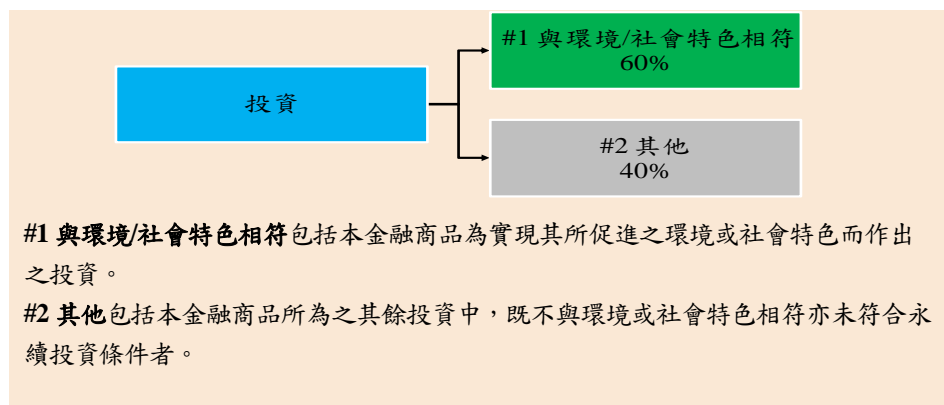 #1 與環境/社會特色相符
60%
投資
#2 其他
40%
#1 與環境/社會特色相符包括本金融商品為實現其所促進之環境或社會特色而作出
之投資。
#2 其他包括本金融商品所為之其餘投資中，既不與環境或社會特色相符亦未符合永
續投資條件者。